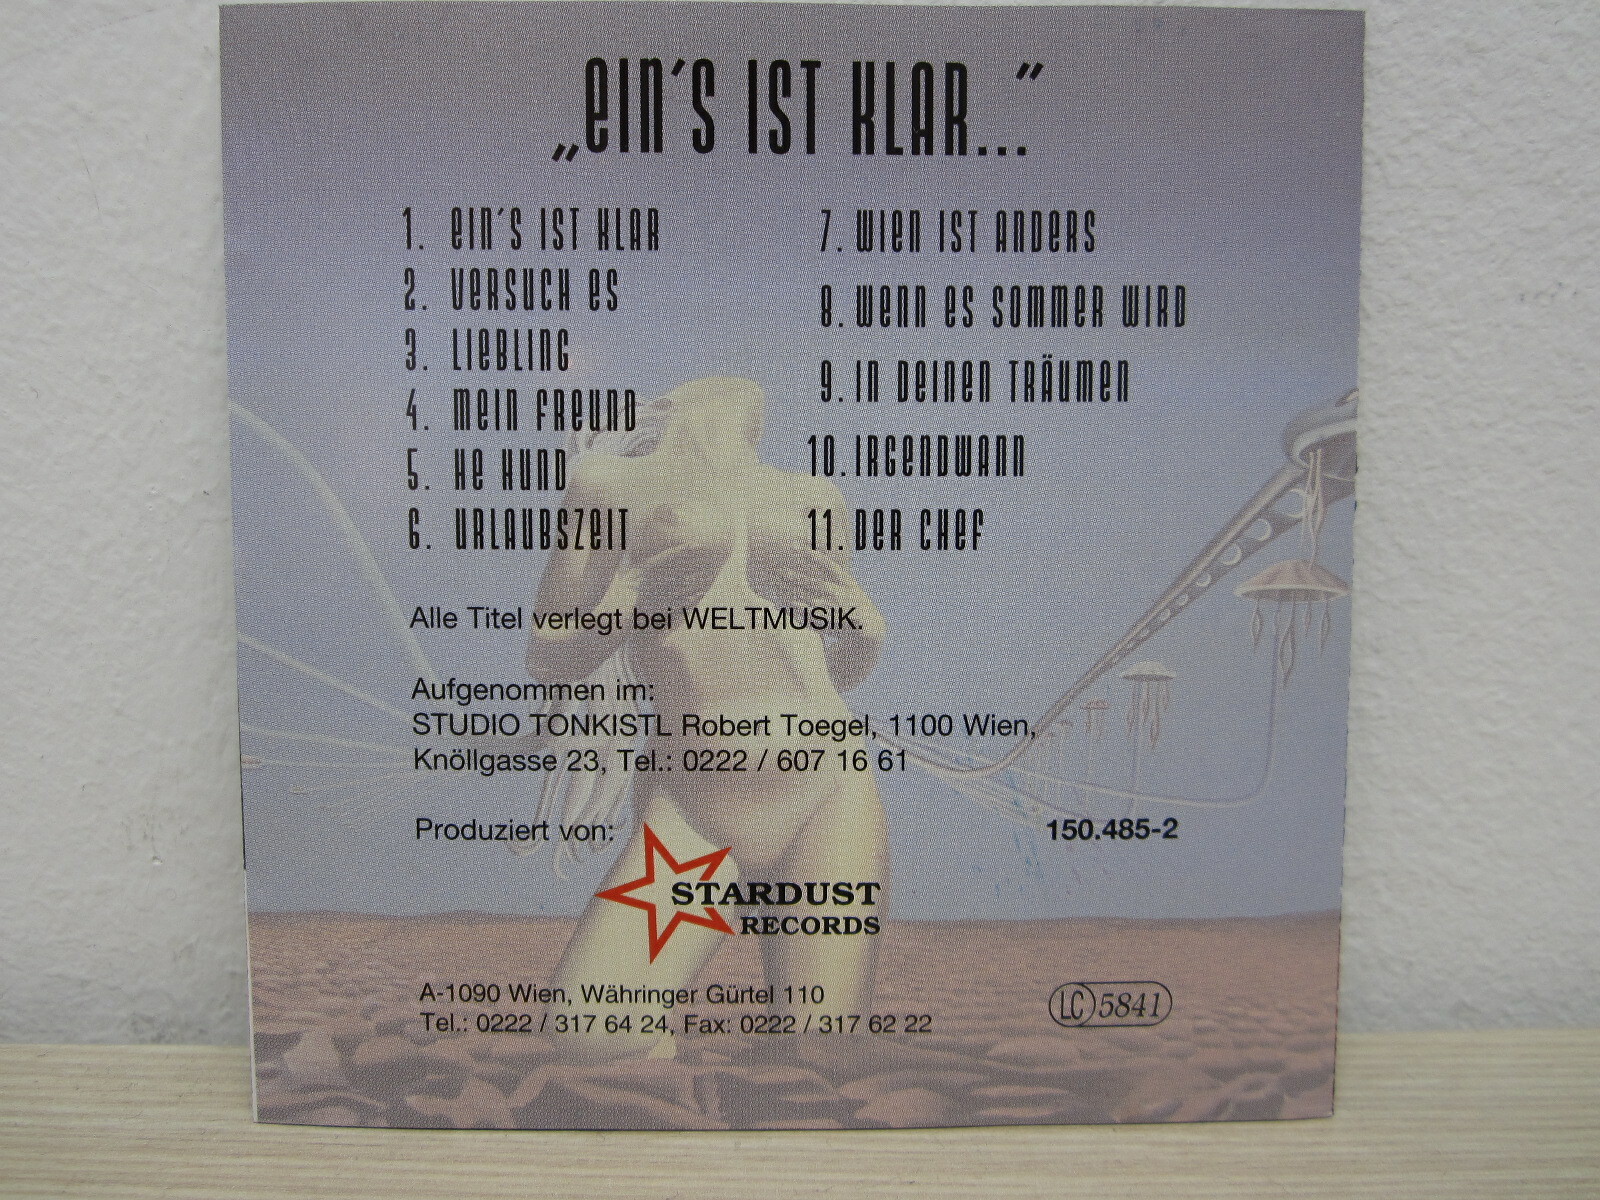 „EIN'S IST KLAR..."
1. EIN'S IST KLAR
2. VERSUCH ES
3. LIEBLING
4. MEIN FREUND
5. HE HUND
6. URLAUBSZEIT
7. WIEN IST ANDERS
8. WENN ES SOMMER WIRD
9. IN DEINEN TRÄUMEN
10. IRGENDWANN
11. DER CHEF
Alle Titel verlegt bei WELTMUSIK.
Aufgenommen im:
STUDIO TONKISTL Robert Toegel, 1100 Wien,
Knöllgasse 23, Tel.: 0222 / 607 16 61
Produziert von:
150.485-2
STARDUST
RECORDS
A-1090 Wien, Währinger Gürtel 110
Tel.: 0222 / 317 64 24, Fax: 0222 / 317 62 22
LC 5841